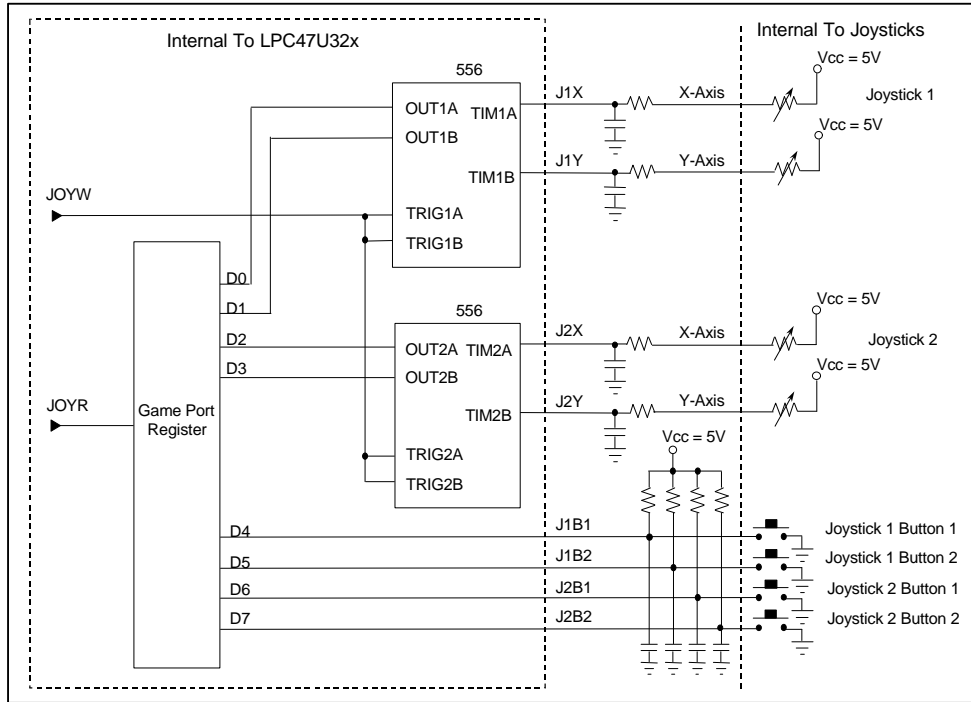 Internal To LPC47U32x
Internal To Joysticks
Vcc = 5V
556
J1X
X-Axis
Joystick 1
OUT1A
TIM1A
Vcc = 5V
OUT1B
J1Y
Y-Axis
TIM1B
JOYW
TRIG1A
TRIG1B
D0
Vcc = 5V
D1
556
J2X
X-Axis
D2
OUT2A
TIM2A
Joystick 2
D3
OUT2B
Vcc = 5V
JOYR
J2Y
Y-Axis
Game Port
Register
TIM2B
Vcc = 5V
TRIG2A
TRIG2B
D4
J1B1
Joystick 1 Button 1
D5
J1B2
Joystick 1 Button 2
D6
J2B1
Joystick 2 Button 1
D7
J2B2
Joystick 2 Button 2